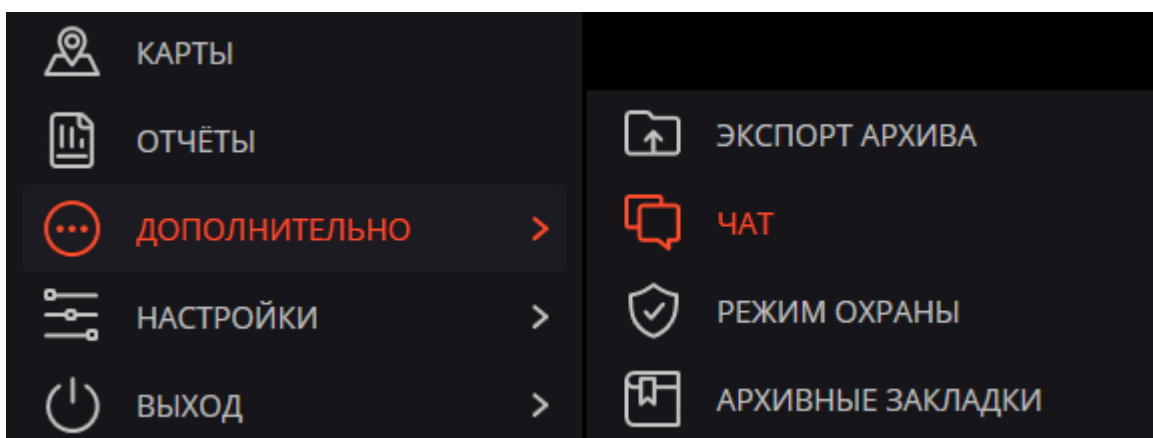 КАРТЫ
ОТЧЁТЫ
ДОПОЛНИТЕЛЬНО
НАСТРОЙКИ
ВЫХОД
ЭКСПОРТ АРХИВА
ЧАТ
РЕЖИМ ОХРАНЫ
АРХИВНЫЕ ЗАКЛАДКИ